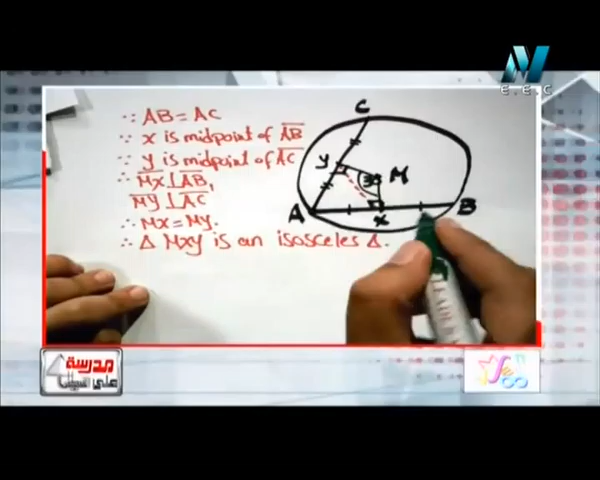 E.E.C
∵ AB = AC
∵ x is midpoint of AB
∵ y is midpoint of AC
∴ MX ⊥ AB,
MY ⊥ AC
∴ MX = MY.
∴ Δ MXY is an isosceles Δ.
C
Y
M
A
X
B
مدرسة
على الهواء